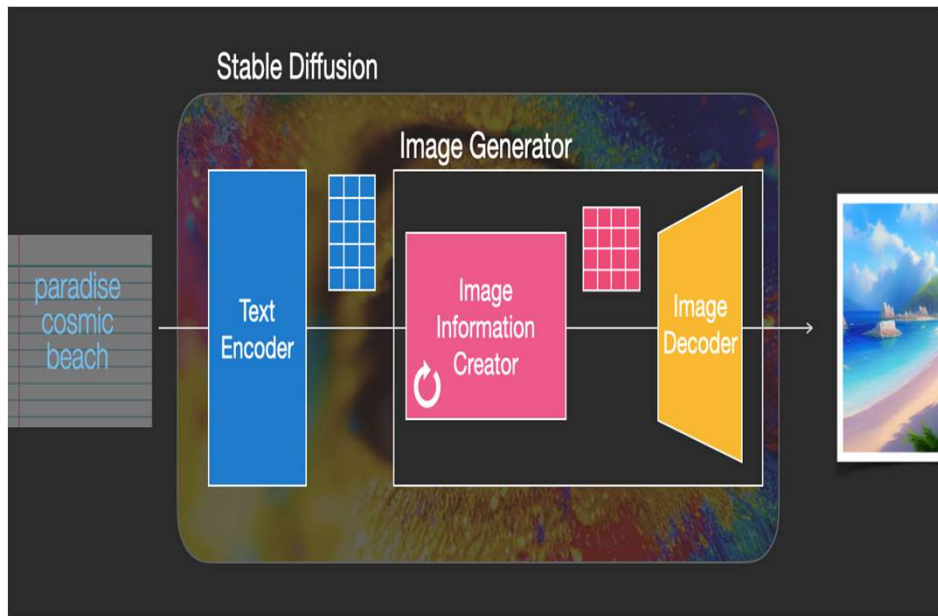 Stable Diffusion
Image Generator
paradise
cosmic
beach
Text
Encoder
Image
Information
Creator
Image
Decoder